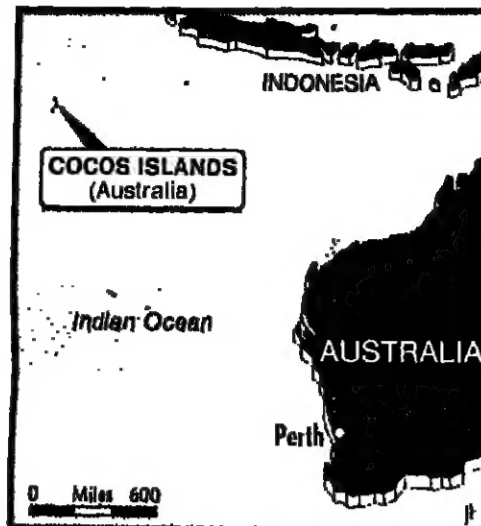 INDONESIA
COCOS ISLANDS
(Australia)
Indian Ocean
AUSTRALIA
Perth
0 Miles 600